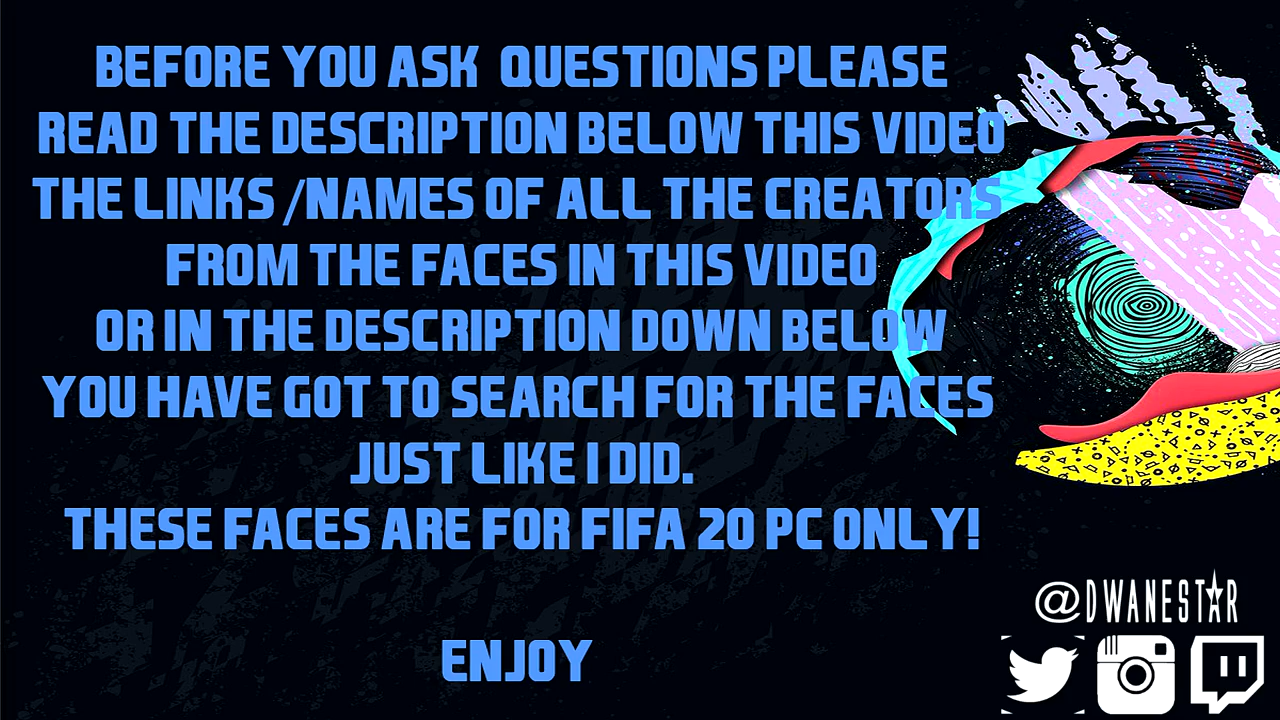 BEFORE YOU ASK QUESTIONS PLEASE
READ THE DESCRIPTION BELOW THIS VIDEO
THE LINKS /NAMES OF ALL THE CREATORS
FROM THE FACES IN THIS VIDEO
OR IN THE DESCRIPTION DOWN BELOW
YOU HAVE GOT TO SEARCH FOR THE FACES
JUST LIKE I DID.
THESE FACES ARE FOR FIFA 20 PC ONLY!
ENJOY
@DWANESTAR